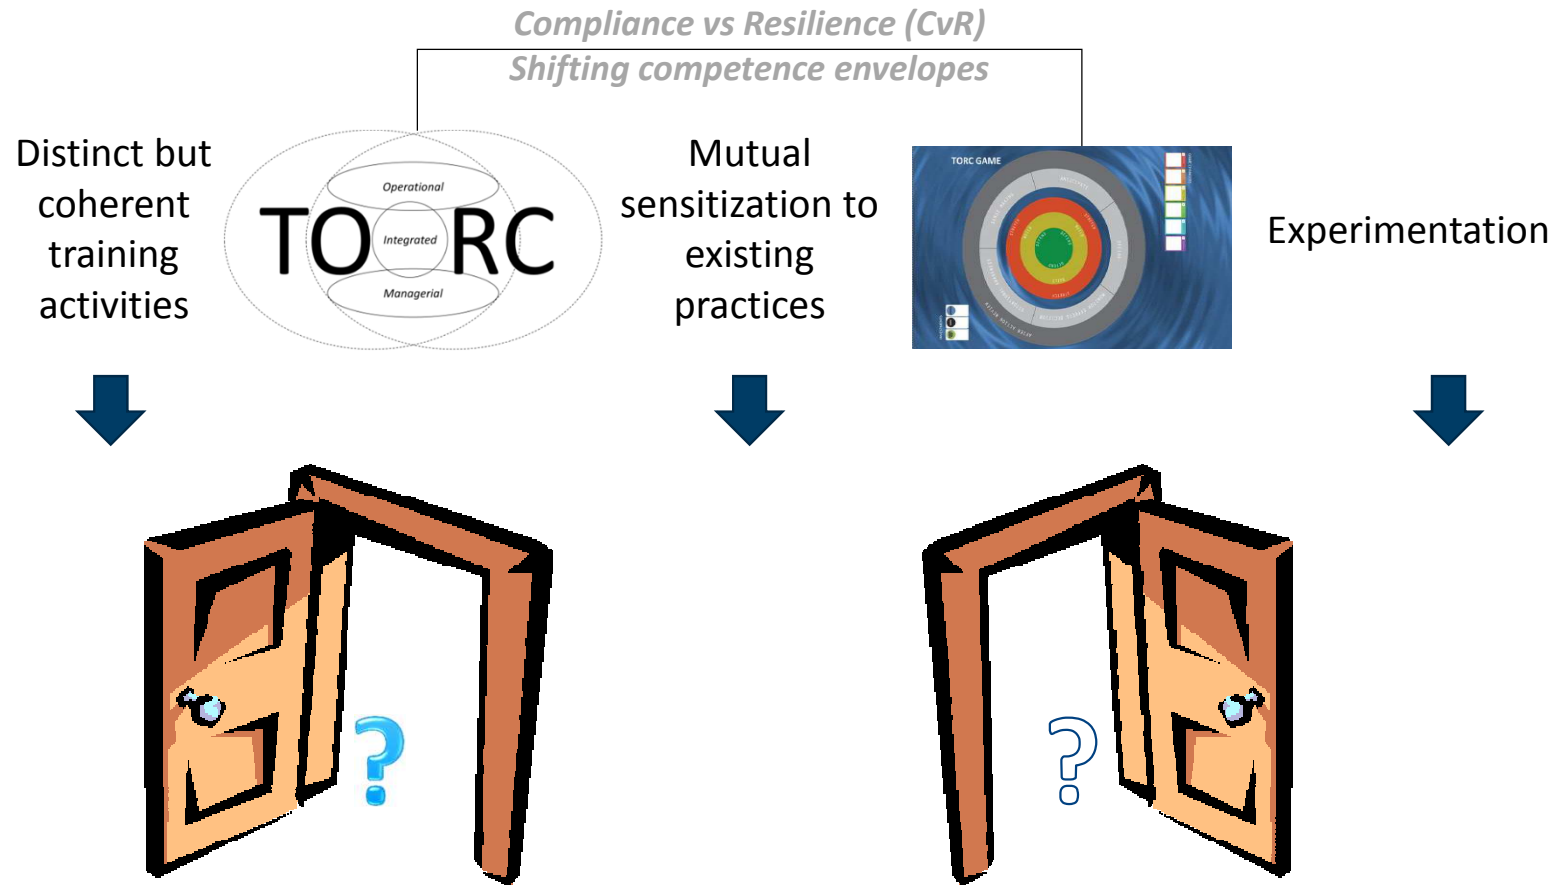 Compliance vs Resilience (CvR)
Shifting competence envelopes
Distinct but
coherent
training
activities
Operational
TO RC
Integrated
Managerial
Mutual
sensitization to
existing
practices
TORC GAME
Experimentation
?
?